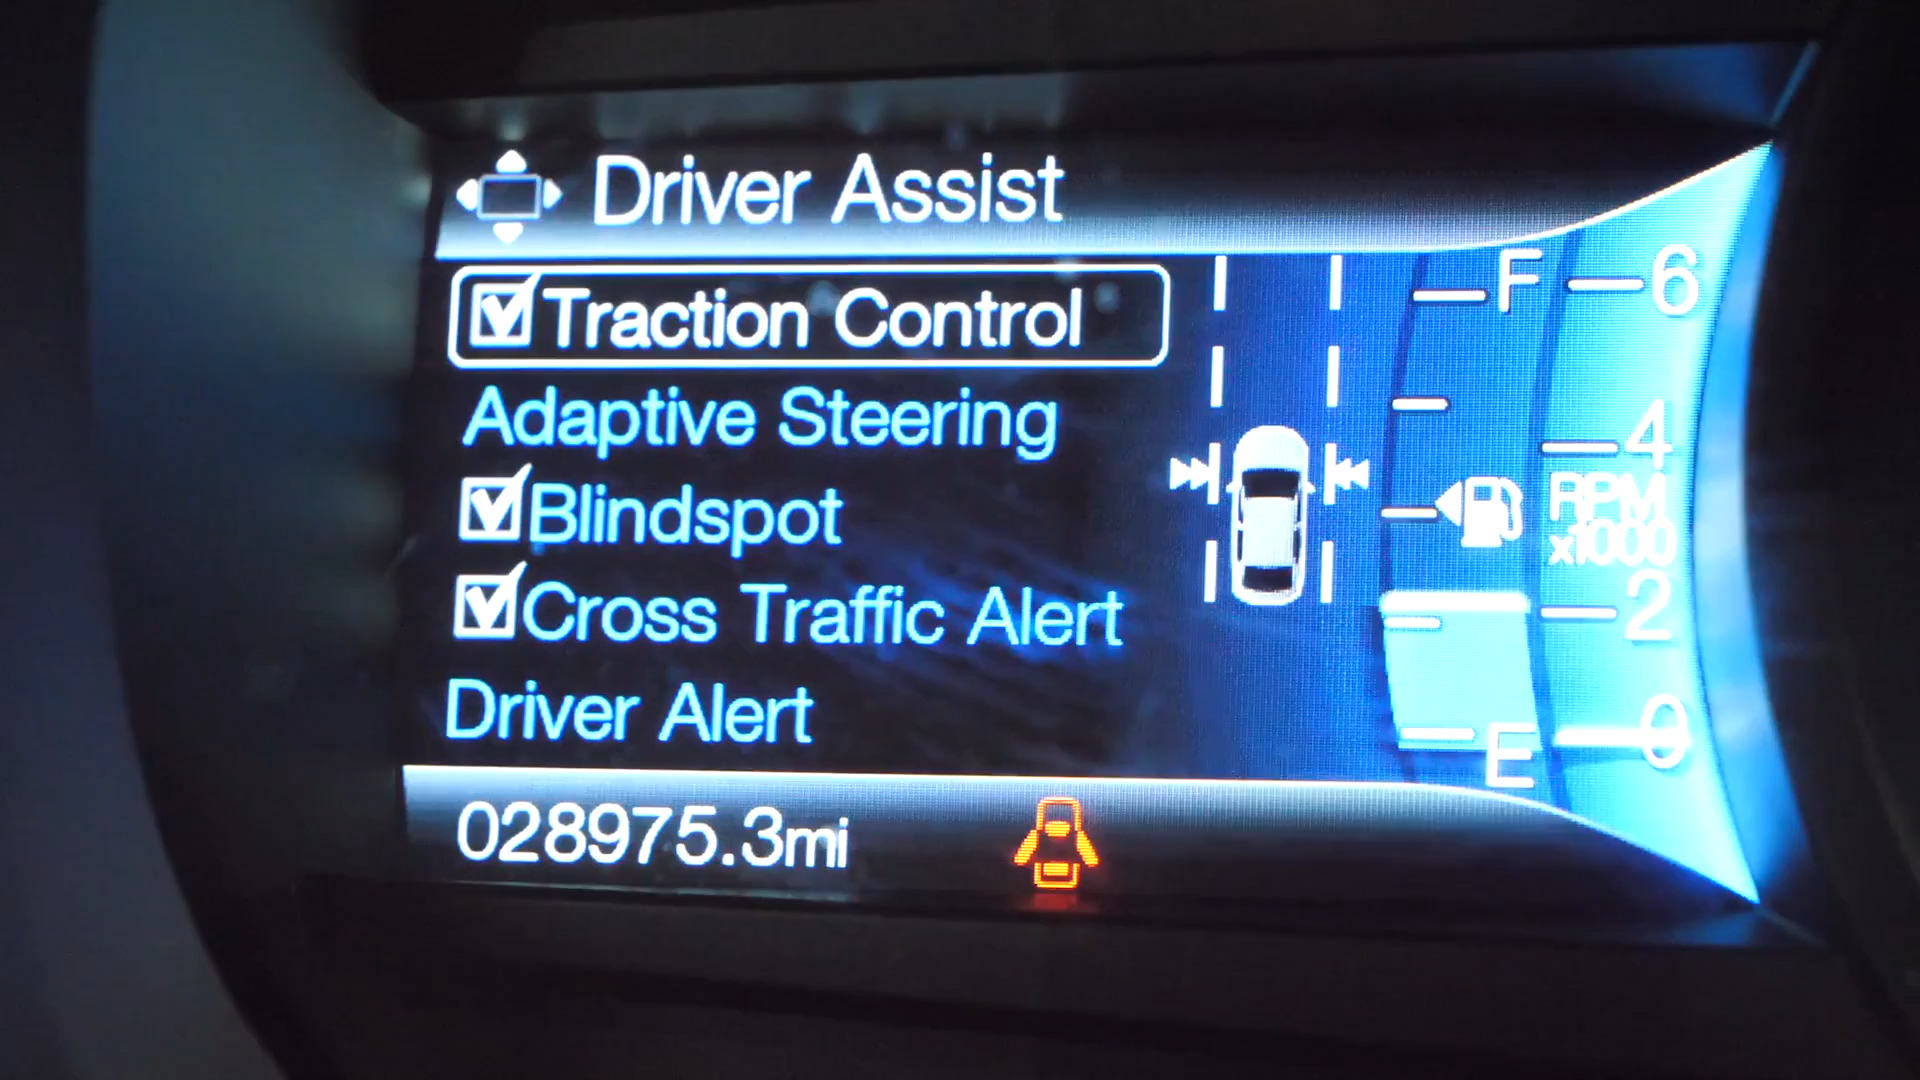 Driver Assist
Traction Control
Adaptive Steering
Blindspot
Cross Traffic Alert
Driver Alert
028975.3mi
F
E
6
4
RPM
x1000
2
0